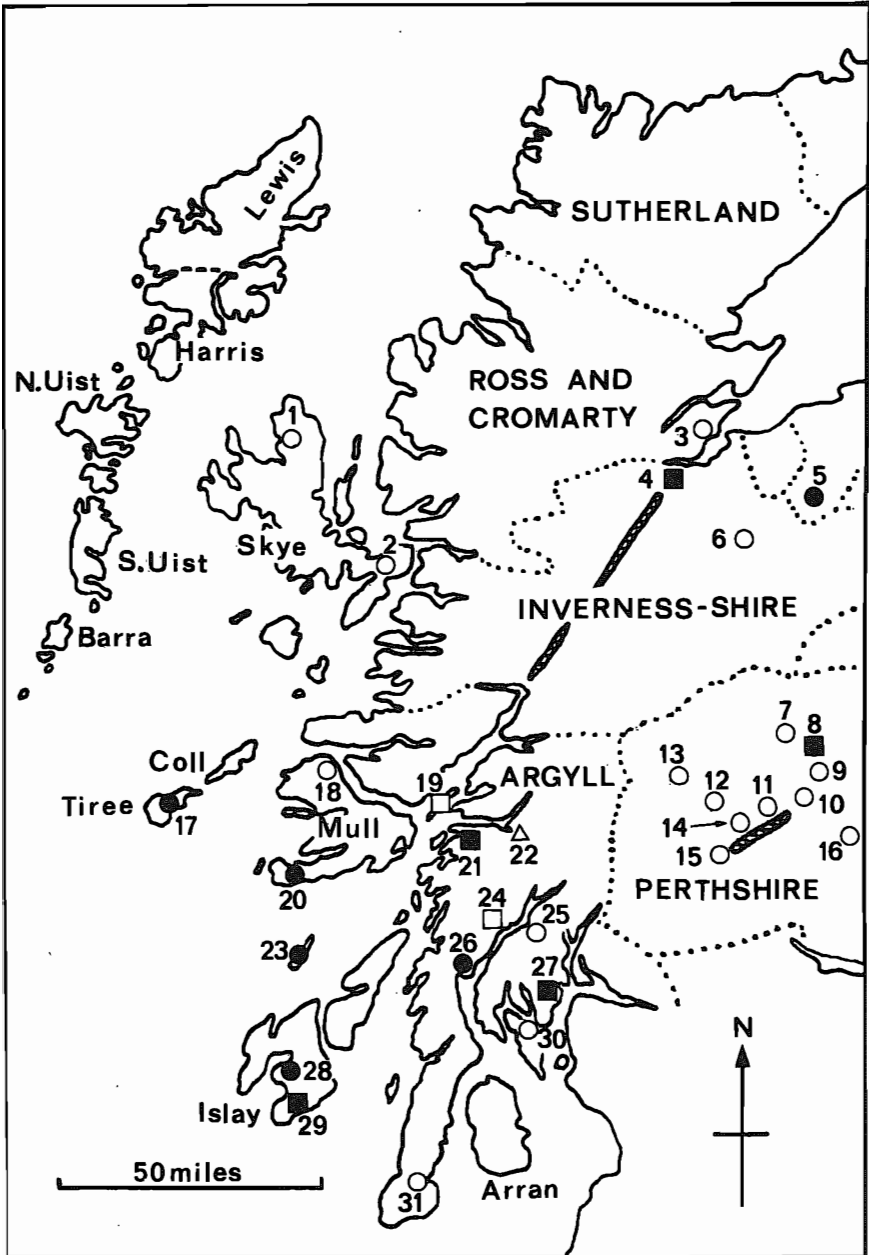 Lewis
SUTHERLAND
Harris
N.Uist
ROSS AND
CROMARTY
1
3
4
5
6
Skye
2
S.Uist
INVERNESS-SHIRE
Barra
7
8
Coll
13
9
18
19
ARGYLL
12
11
10
Tiree
17
Mull
14
21
22
15
16
20
PERTHSHIRE
24
25
23
26
27
N
30
28
Islay
29
50 miles
31
Arran